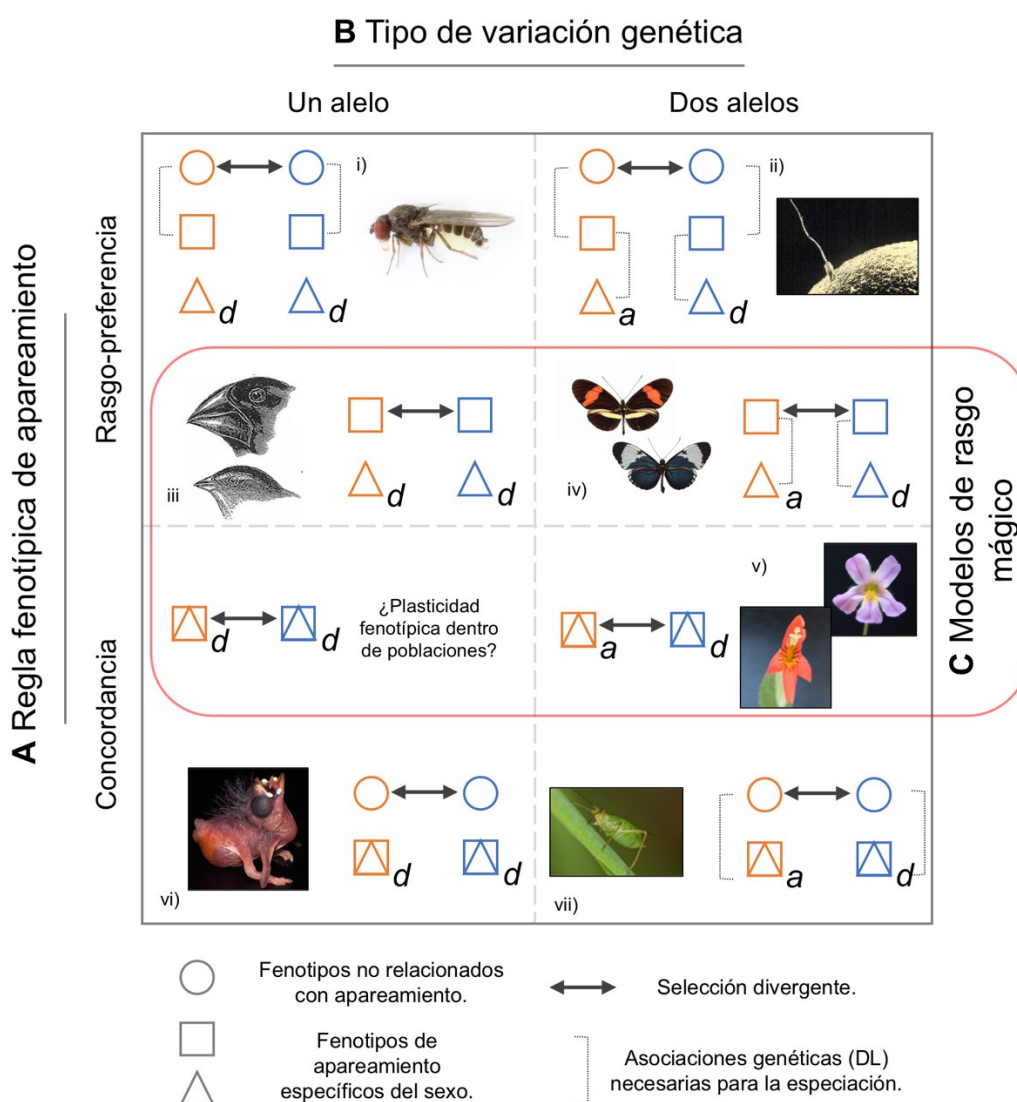 B Tipo de variación genética
Un alelo
Dos alelos
A Regla fenotípica de apareamiento
Rasgo-preferencia
Concordancia
i)
d
d
ii)
a
d
iii
d
d
iv)
a
d
C Modelos de rasgo
mágico
d
d
¿Plasticidad
fenotípica dentro
de poblaciones?
a
d
v)
vi)
d
d
vii)
a
d
Fenotipos no relacionados
con apareamiento.
Selección divergente.
Fenotipos de
apareamiento
específicos del sexo.
Asociaciones genéticas (DL)
necesarias para la especiación.